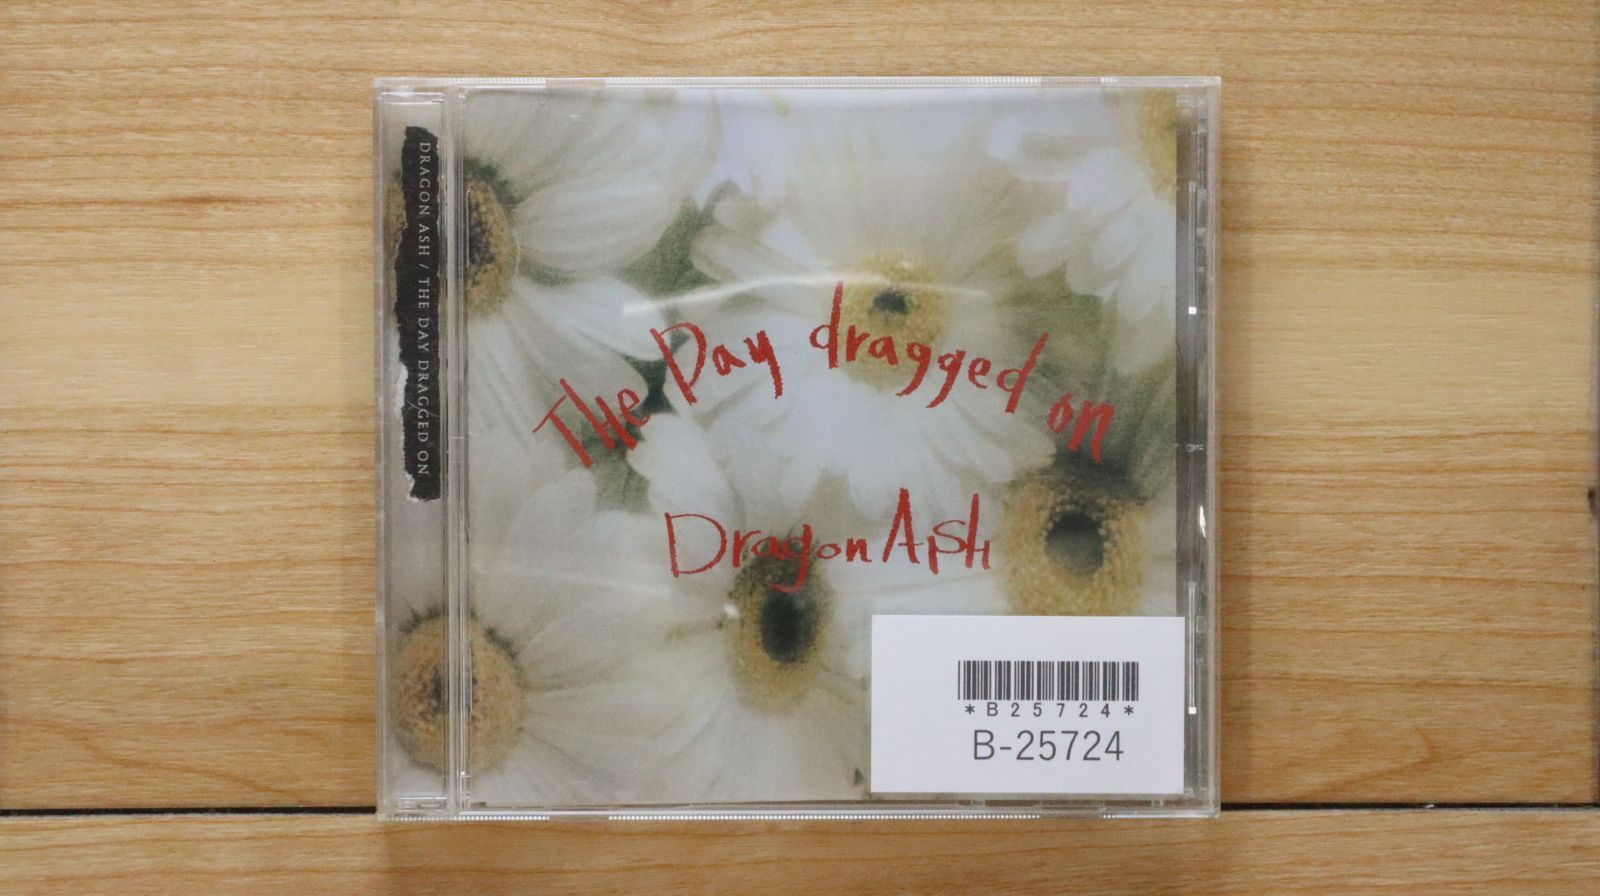 DRAGON ASH / THE DAY DRAGGED ON
The Day dragged on
Dragon Ash
*B25724*
B-25724